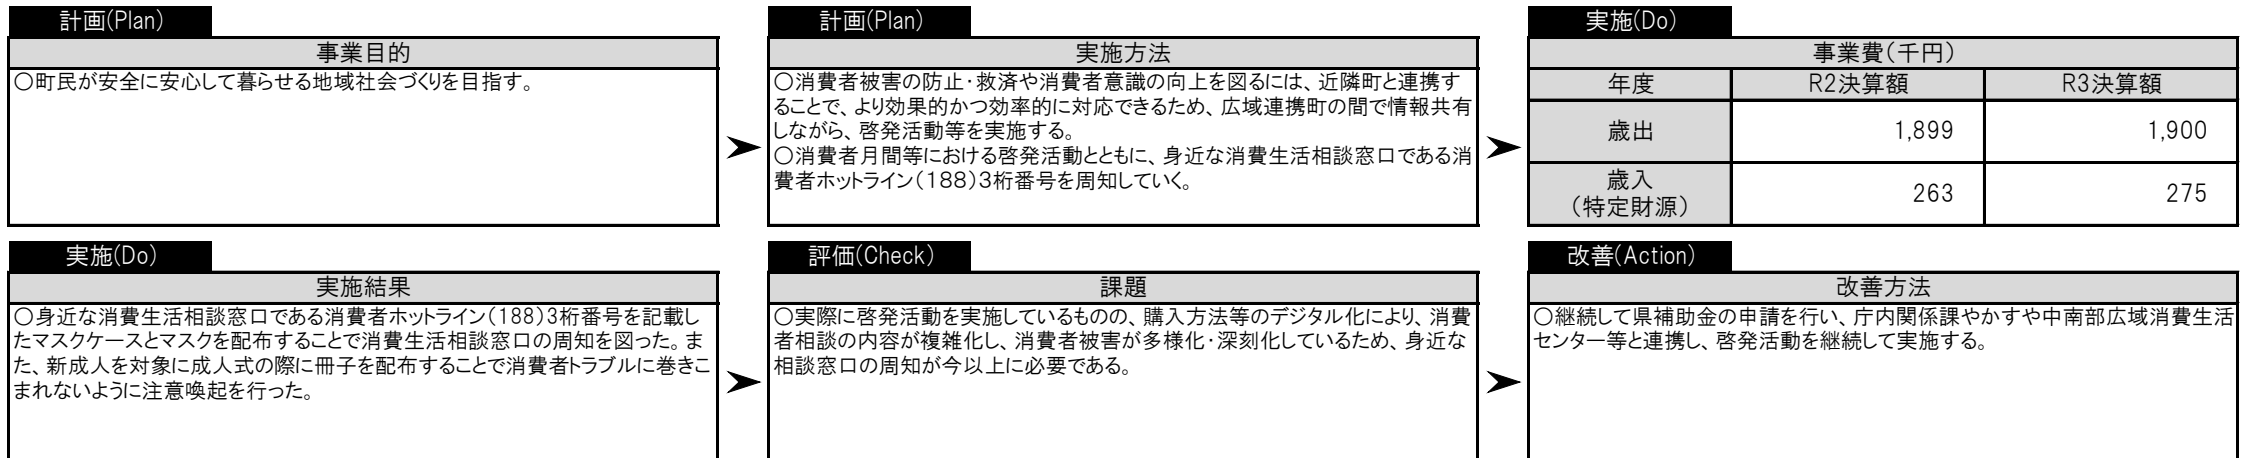 計画(Plan)
事業目的
○町民が安全に安心して暮らせる地域社会づくりを目指す。
計画(Plan)
実施方法
○消費者被害の防止・救済や消費者意識の向上を図るには、近隣町と連携す
ることで、より効果的かつ効率的に対応できるため、広域連携町の間で情報共有
しながら、啓発活動等を実施する。
○消費者月間等における啓発活動とともに、身近な消費生活相談窓口である消
費者ホットライン（188）3桁番号を周知していく。
実施(Do)
事業費（千円）
年度 R2決算額 R3決算額
歳出 1,899 1,900
歳入
（特定財源） 263 275
実施(Do)
実施結果
○身近な消費生活相談窓口である消費者ホットライン（188）3桁番号を記載し
たマスクケースとマスクを配布することで消費生活相談窓口の周知を図った。ま
た、新成人を対象に成人式の際に冊子を配布することで消費者トラブルに巻きこ
まれないように注意喚起を行った。
評価(Check)
課題
○実際に啓発活動を実施しているものの、購入方法等のデジタル化により、消費
者相談の内容が複雑化し、消費者被害が多様化・深刻化しているため、身近な
相談窓口の周知が今以上に必要である。
改善(Action)
改善方法
○継続して県補助金の申請を行い、庁内関係課やかすや中南部広域消費生活
センター等と連携し、啓発活動を継続して実施する。